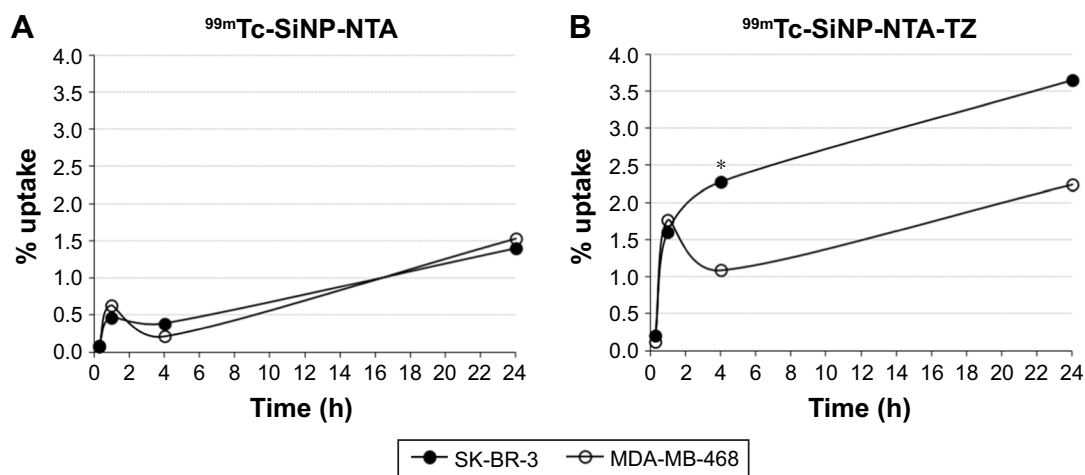 A
⁹⁹ᵐTc-SiNP-NTA
% uptake
4.0
3.5
3.0
2.5
2.0
1.5
1.0
0.5
0.0
0 2 4 6 8 10 12 14 16 18 20 22 24
Time (h)
B
⁹⁹ᵐTc-SiNP-NTA-TZ
% uptake
4.0
3.5
3.0
2.5
2.0
1.5
1.0
0.5
0.0
*
0 2 4 6 8 10 12 14 16 18 20 22 24
Time (h)
SK-BR-3 MDA-MB-468